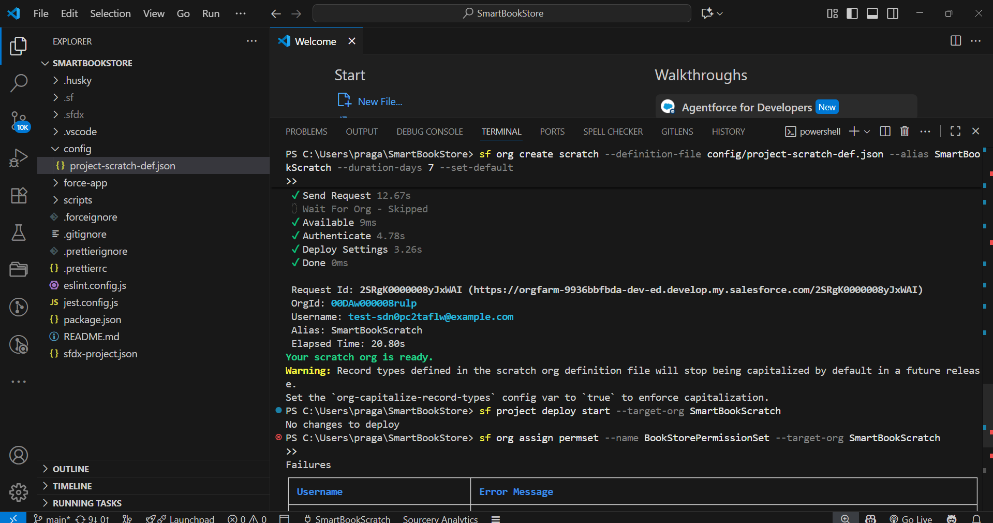 File Edit Selection View Go Run ··· SmartBookStore
EXPLORER ···
SMARTBOOKSTORE
.husky
.sf
.sfdx
.vscode
config
{} project-scratch-def.json
force-app
scripts
.forceignore
.gitignore
.prettierignore
{} .prettierrc
eslint.config.js
JS jest.config.js
{} package.json
README.md
{} sfdx-project.json
OUTLINE
TIMELINE
RUNNING TASKS
10K
Welcome
Start
New File...
Walkthroughs
Agentforce for Developers New
PROBLEMS OUTPUT DEBUG CONSOLE TERMINAL PORTS SPELL CHECKER GITLENS HISTORY powershell
PS C:\Users\praga\SmartBookStore> sf org create scratch --definition-file config/project-scratch-def.json --alias SmartBoo
kScratch --duration-days 7 --set-default
>>
✓ Send Request 12.67s
Wait For Org - Skipped
✓ Available 9ms
✓ Authenticate 4.78s
✓ Deploy Settings 3.26s
✓ Done 0ms
Request Id: 2SRgK0000008yJxWAI (https://orgfarm-9936bbfbda-dev-ed.develop.my.salesforce.com/2SRgK0000008yJxWAI)
OrgId: 00DAw000008rulp
Username: test-sdn0pc2taflw@example.com
Alias: SmartBookScratch
Elapsed Time: 20.80s
Your scratch org is ready.
Warning: Record types defined in the scratch org definition file will stop being capitalized by default in a future releas
e.
Set the `org-capitalize-record-types` config var to `true` to enforce capitalization.
PS C:\Users\praga\SmartBookStore> sf project deploy start --target-org SmartBookScratch
No changes to deploy
PS C:\Users\praga\SmartBookStore> sf org assign permset --name BookStorePermissionSet --target-org SmartBookScratch
>>
Failures
Username Error Message
main* 9↓ 0↑ Launchpad 0 0 SmartBookScratch Sourcery Analytics Go Live